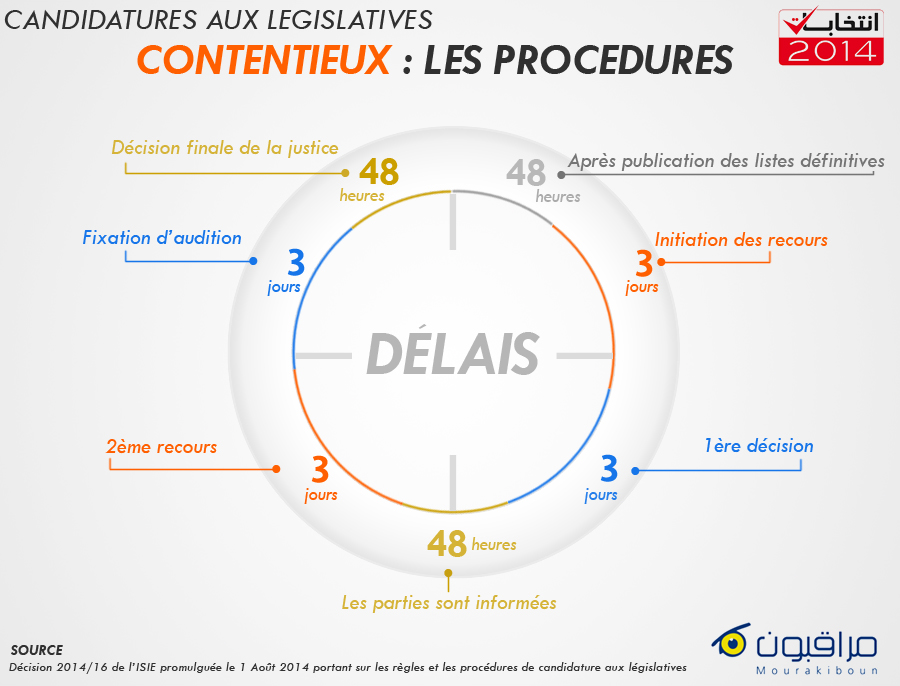 CANDIDATURES AUX LEGISLATIVES
CONTENTIEUX : LES PROCEDURES
انتخابات
2014
Décision finale de la justice
48
heures
48
heures
Après publication des listes définitives
Fixation d'audition
3
jours
Initiation des recours
3
jours
DÉLAIS
2ème recours
3
jours
1ère décision
3
jours
48 heures
Les parties sont informées
SOURCE
Décision 2014/16 de l'ISIE promulguée le 1 Août 2014 portant sur les règles et les procédures de candidature aux législatives
مراقبون
Mourakiboun